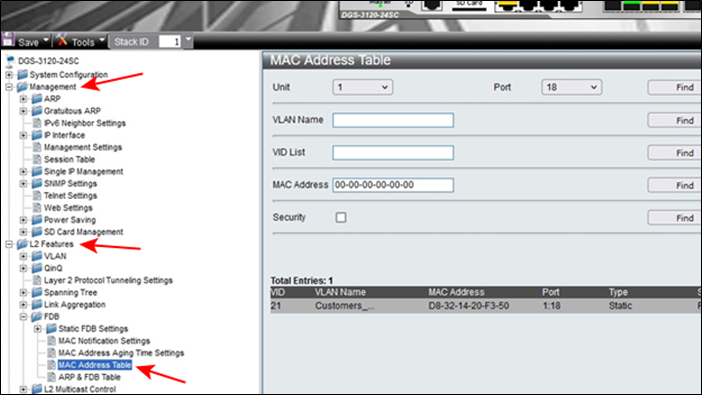 SD Card
DGS-3120-24SC
Save
Tools
Stack ID 1
DGS-3120-24SC
System Configuration
Management
ARP
Gratuitous ARP
IPv6 Neighbor Settings
IP Interface
Management Settings
Session Table
Single IP Management
SNMP Settings
Telnet Settings
Web Settings
Power Saving
SD Card Management
L2 Features
VLAN
QinQ
Layer 2 Protocol Tunneling Settings
Spanning Tree
Link Aggregation
FDB
Static FDB Settings
MAC Notification Settings
MAC Address Aging Time Settings
MAC Address Table
ARP & FDB Table
L2 Multicast Control
MAC Address Table
Unit 1 Port 18 Find
VLAN Name Find
VID List Find
MAC Address 00-00-00-00-00-00 Find
Security Find
Total Entries: 1
VID VLAN Name MAC Address Port Type
21 Customers_... D8-32-14-20-F3-50 1:18 Static